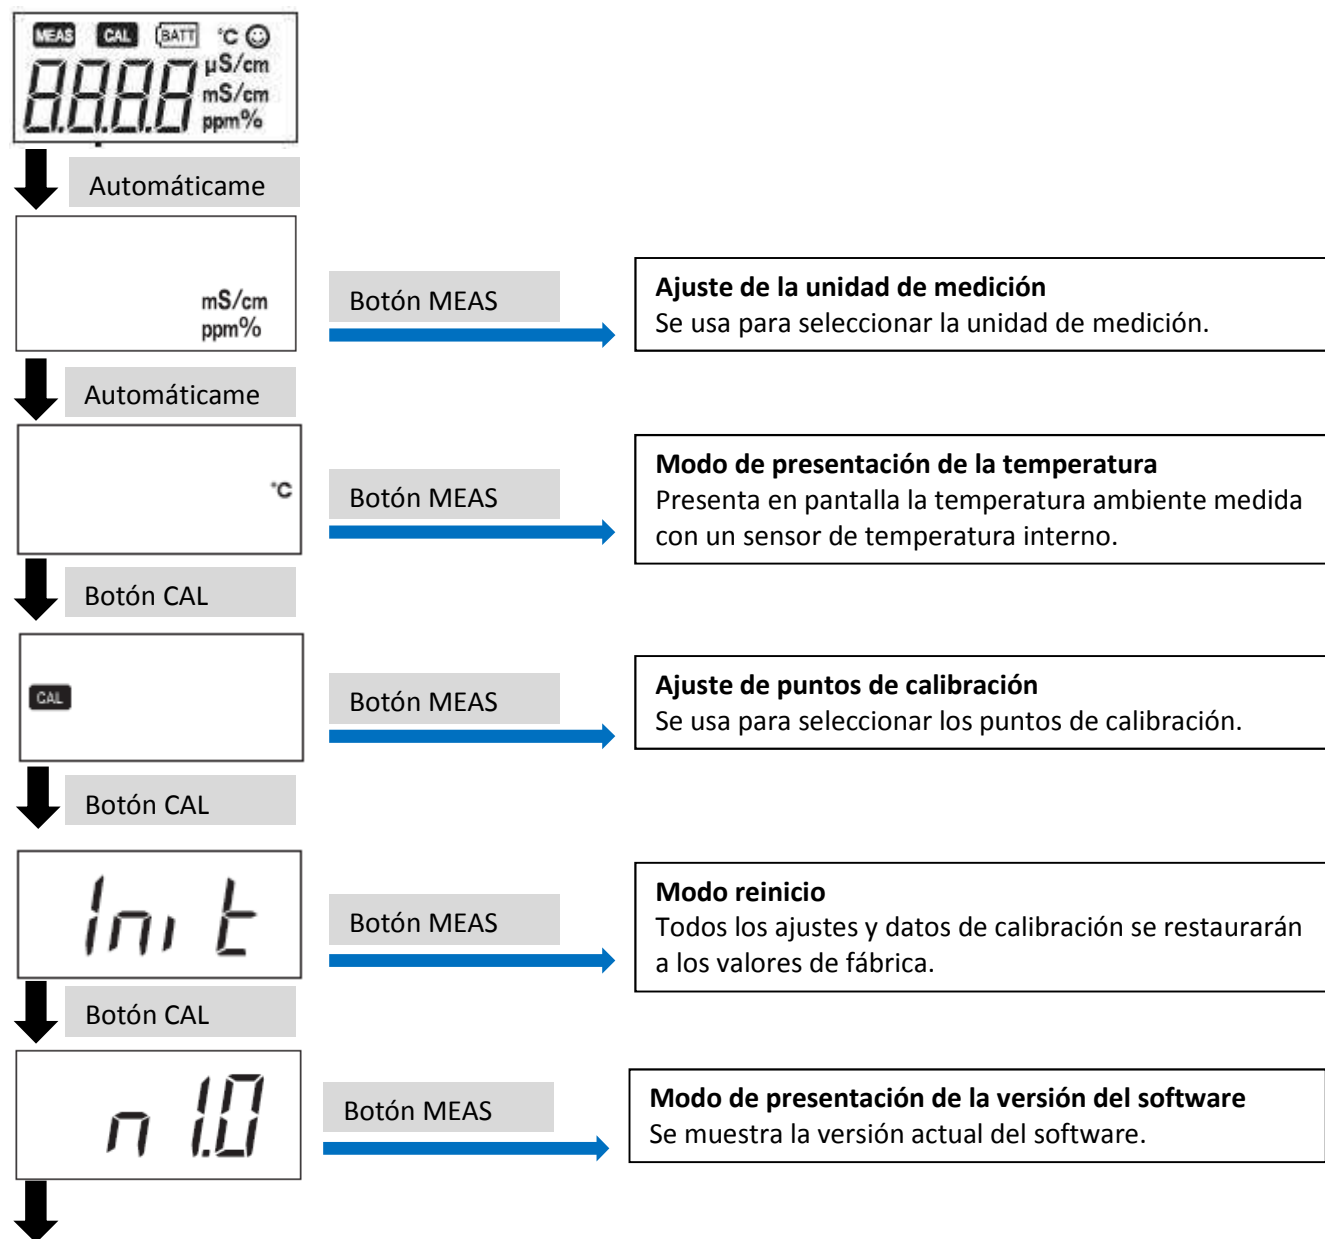 MEAS CAL BATT °C
8.8.8.8 µS/cm
mS/cm
ppm%
Automáticame
mS/cm
ppm%
Botón MEAS
Ajuste de la unidad de medición
Se usa para seleccionar la unidad de medición.
Automáticame
°C
Botón MEAS
Modo de presentación de la temperatura
Presenta en pantalla la temperatura ambiente medida
con un sensor de temperatura interno.
Botón CAL
CAL
Botón MEAS
Ajuste de puntos de calibración
Se usa para seleccionar los puntos de calibración.
Botón CAL
Init
Botón MEAS
Modo reinicio
Todos los ajustes y datos de calibración se restaurarán
a los valores de fábrica.
Botón CAL
n 1.0
Botón MEAS
Modo de presentación de la versión del software
Se muestra la versión actual del software.